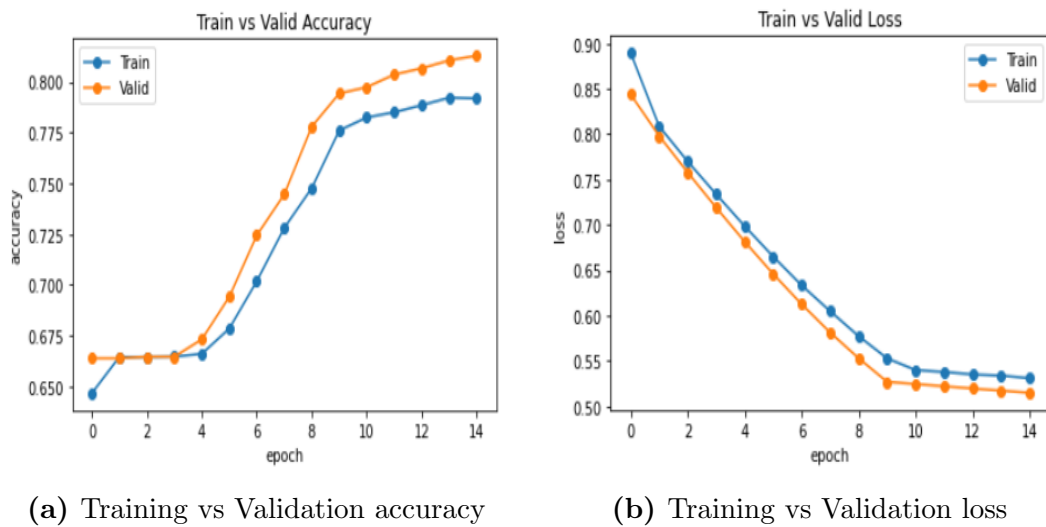 Train vs Valid Accuracy
Train
Valid
0.800
0.775
0.750
0.725
0.700
0.675
0.650
accuracy
0 2 4 6 8 10 12 14
epoch
(a) Training vs Validation accuracy
Train vs Valid Loss
Train
Valid
0.90
0.85
0.80
0.75
0.70
0.65
0.60
0.55
0.50
loss
0 2 4 6 8 10 12 14
epoch
(b) Training vs Validation loss